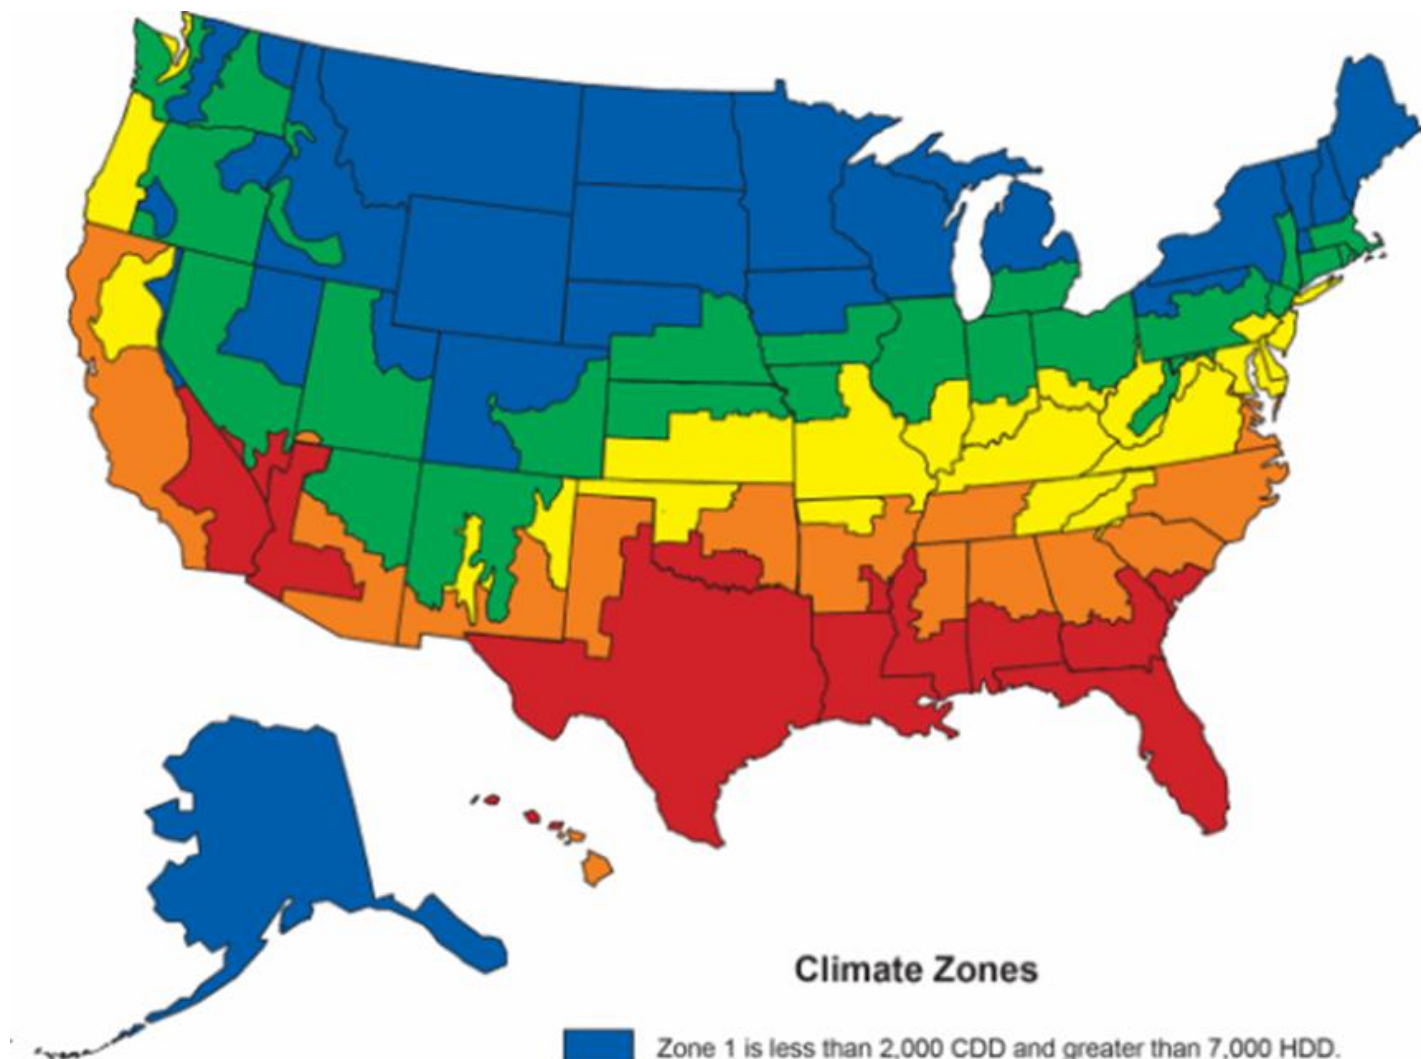 Climate Zones
Zone 1 is less than 2,000 CDD and greater than 7,000 HDD.